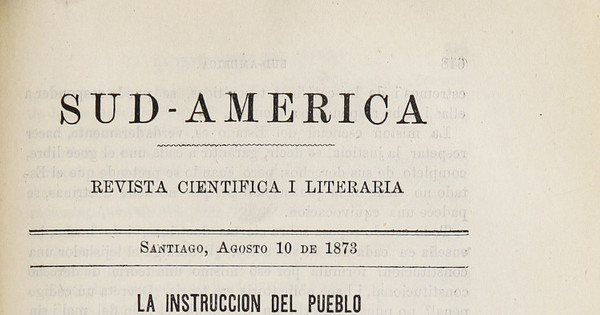 SUD-AMERICA
REVISTA CIENTIFICA I LITERARIA
SANTIAGO, AGOSTO 10 DE 1873
LA INSTRUCCION DEL PUEBLO